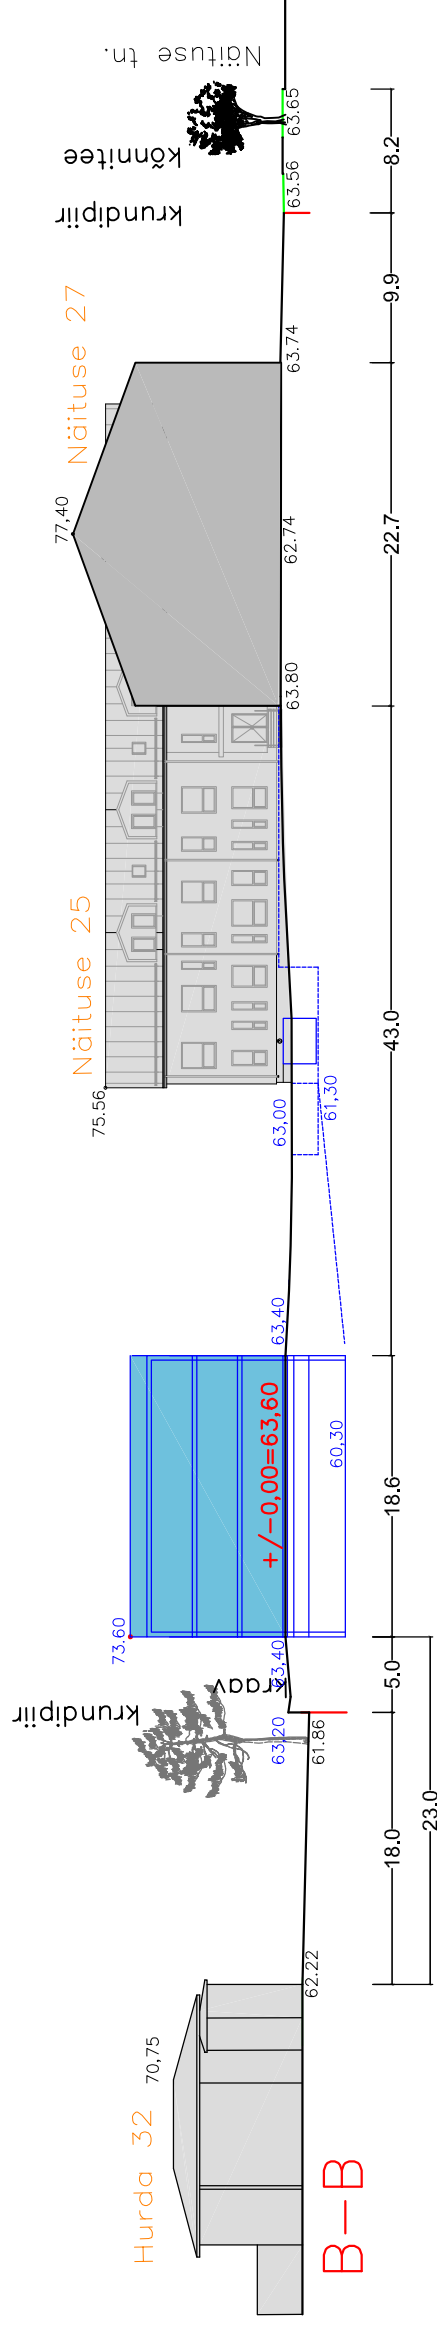 Näituse tn.
63.65
kõnnitee
63.56
krundipiir
8.2
9.9
Näituse 27
63.74
77,40
62.74
22.7
63.80
Näituse 25
75.56
43.0
63,00
61,30
63,40
+/-0,00=63,60
60,30
18.6
73.60
63,40
kraav
krundipiir
63,20
61.86
5.0
18.0
23.0
62.22
70,75
Hurda 32
B-B